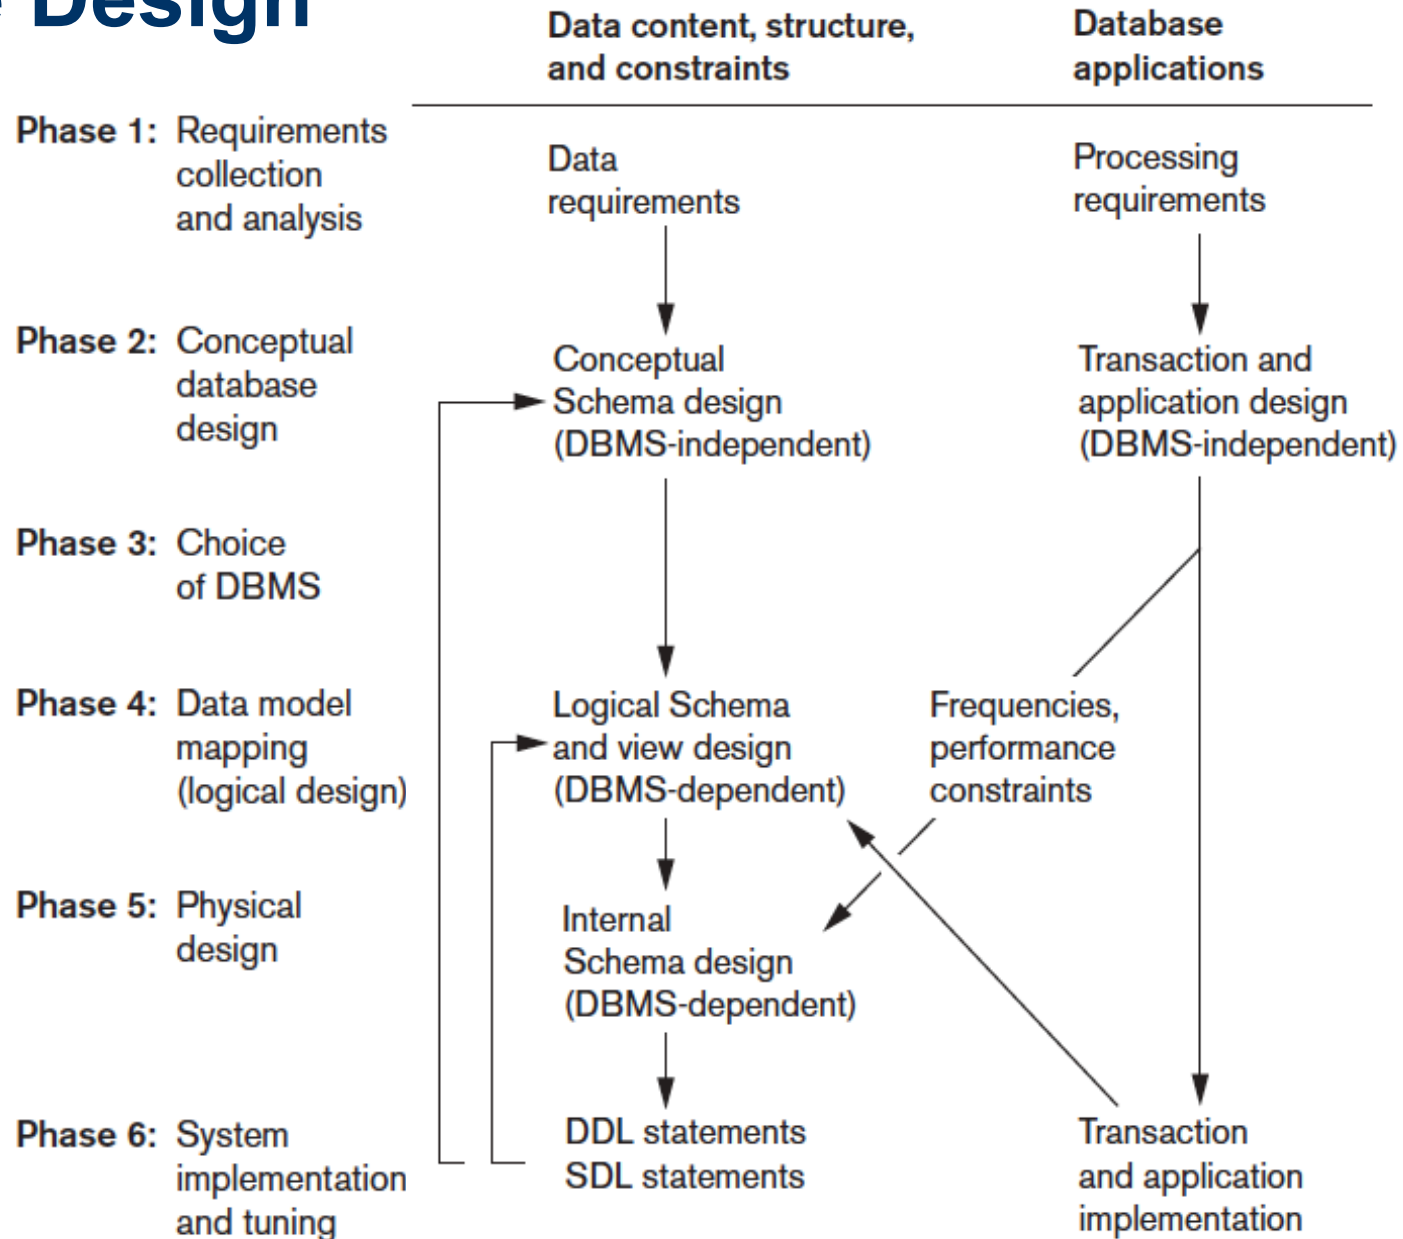 Design
Data content, structure,
and constraints
Database
applications
Phase 1: Requirements
collection
and analysis
Data
requirements
Processing
requirements
Phase 2: Conceptual
database
design
Conceptual
Schema design
(DBMS-independent)
Transaction and
application design
(DBMS-independent)
Phase 3: Choice
of DBMS
Phase 4: Data model
mapping
(logical design)
Logical Schema
and view design
(DBMS-dependent)
Frequencies,
performance
constraints
Phase 5: Physical
design
Internal
Schema design
(DBMS-dependent)
Phase 6: System
implementation
and tuning
DDL statements
SDL statements
Transaction
and application
implementation